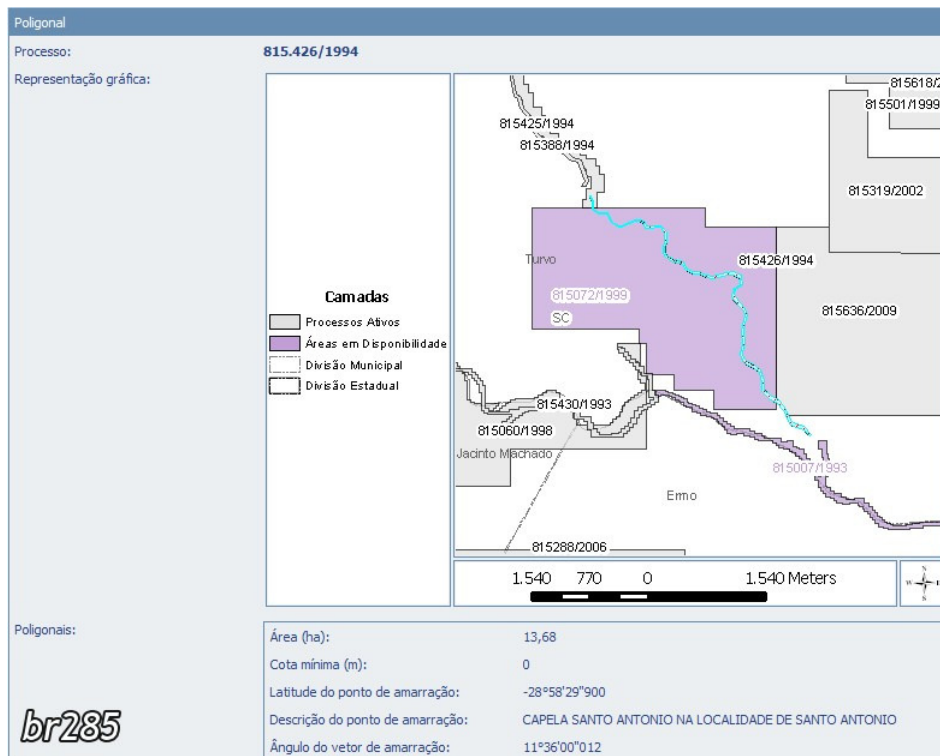 Poligonal
Processo: 815.426/1994
Representação gráfica:
815618/2
815501/1999
815425/1994
815388/1994
815319/2002
Turvo
815426/1994
815072/1999
SC
815636/2009
Camadas
Processos Ativos
Áreas em Disponibilidade
Divisão Municipal
Divisão Estadual
815430/1993
815060/1998
Jacinto Machado
815007/1993
Ermo
815288/2006
1.540 770 0 1.540 Meters
N
W
S
Poligonais:
Área (ha): 13,68
Cota mínima (m): 0
Latitude do ponto de amarração: -28°58'29"900
Descrição do ponto de amarração: CAPELA SANTO ANTONIO NA LOCALIDADE DE SANTO ANTONIO
Ângulo do vetor de amarração: 11°36'00"012
br285